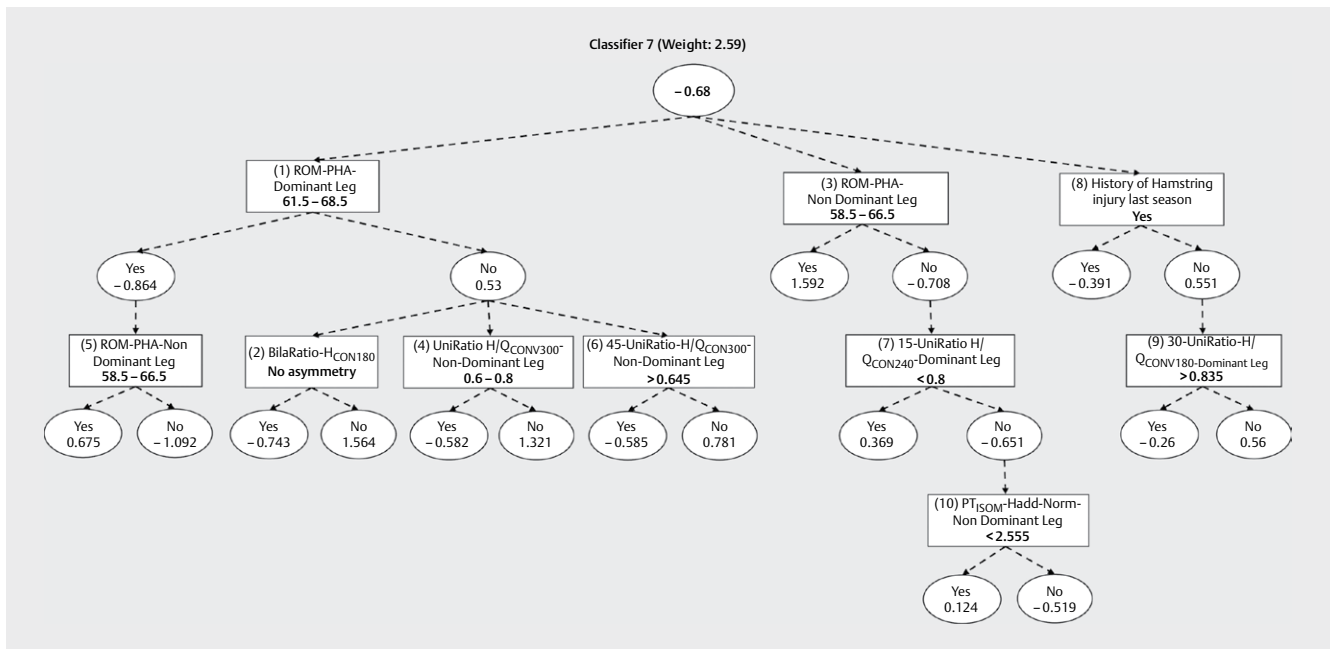 Classifier 7 (Weight: 2.59)
– 0.68
(1) ROM-PHA-
Dominant Leg
61.5 – 68.5
(3) ROM-PHA-
Non Dominant Leg
58.5 – 66.5
(8) History of Hamstring
injury last season
Yes
Yes
– 0.864
No
0.53
Yes
1.592
No
– 0.708
Yes
– 0.391
No
0.551
(5) ROM-PHA-Non
Dominant Leg
58.5 – 66.5
(2) BilaRatio-HCON180
No asymmetry
(4) UniRatio H/QCONV300-
Non-Dominant Leg
0.6 – 0.8
(6) 45-UniRatio-H/QCON300-
Non-Dominant Leg
>0.645
(7) 15-UniRatio H/
QCON240-Dominant Leg
<0.8
(9) 30-UniRatio-H/
QCONV180-Dominant Leg
>0.835
Yes
0.675
No
– 1.092
Yes
– 0.743
No
1.564
Yes
– 0.582
No
1.321
Yes
– 0.585
No
0.781
Yes
0.369
No
– 0.651
Yes
– 0.26
No
0.56
(10) PTISOM-Hadd-Norm-
Non Dominant Leg
<2.555
Yes
0.124
No
– 0.519